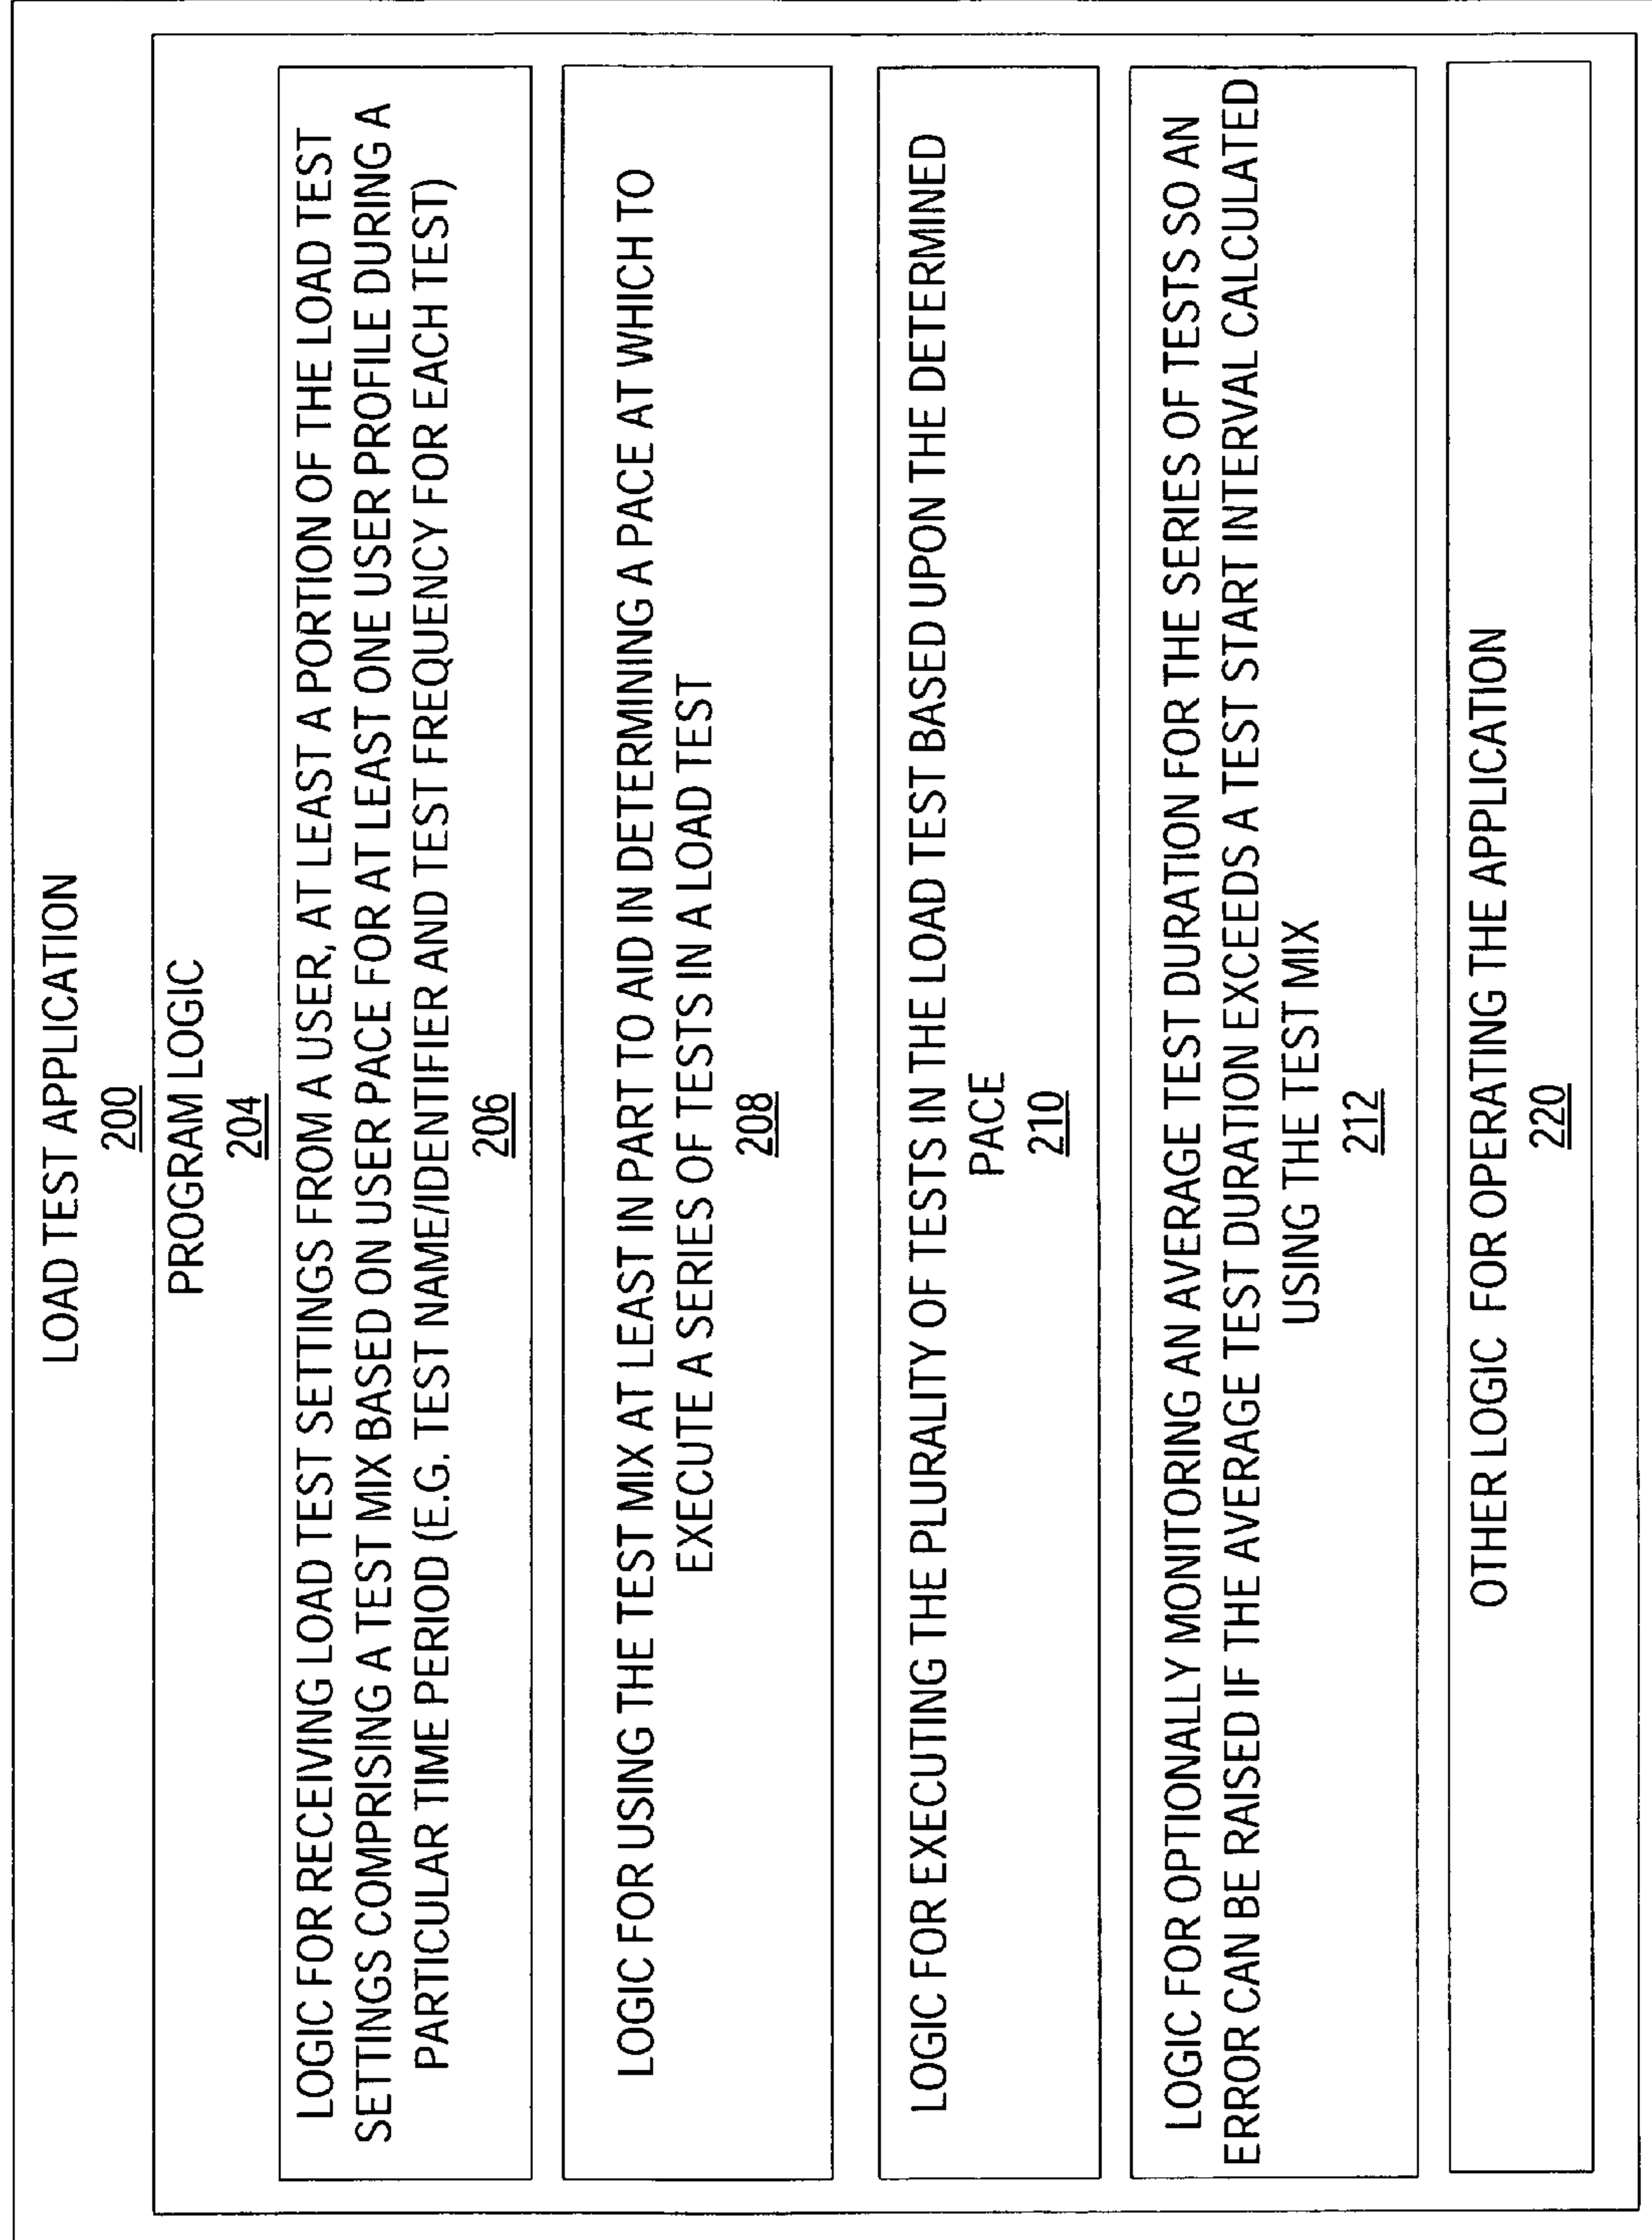 LOAD TEST APPLICATION
200
PROGRAM LOGIC
204
LOGIC FOR RECEIVING LOAD TEST SETTINGS FROM A USER, AT LEAST A PORTION OF THE LOAD TEST
SETTINGS COMPRISING A TEST MIX BASED ON USER PACE FOR AT LEAST ONE USER PROFILE DURING A
PARTICULAR TIME PERIOD (E.G. TEST NAME/IDENTIFIER AND TEST FREQUENCY FOR EACH TEST)
206
LOGIC FOR USING THE TEST MIX AT LEAST IN PART TO AID IN DETERMINING A PACE AT WHICH TO
EXECUTE A SERIES OF TESTS IN A LOAD TEST
208
LOGIC FOR EXECUTING THE PLURALITY OF TESTS IN THE LOAD TEST BASED UPON THE DETERMINED
PACE
210
LOGIC FOR OPTIONALLY MONITORING AN AVERAGE TEST DURATION FOR THE SERIES OF TESTS SO AN
ERROR CAN BE RAISED IF THE AVERAGE TEST DURATION EXCEEDS A TEST START INTERVAL CALCULATED
USING THE TEST MIX
212
OTHER LOGIC FOR OPERATING THE APPLICATION
220